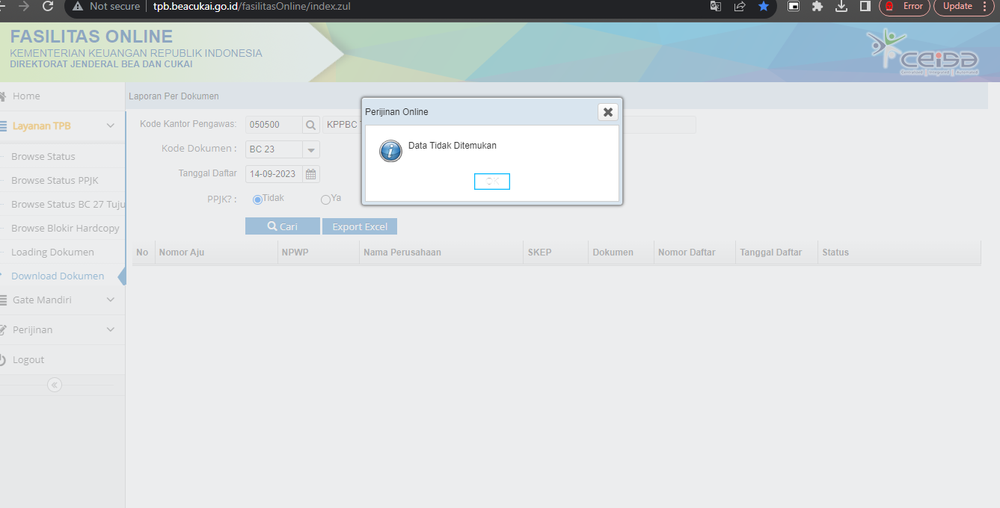 Not secure
tpb.beacukai.go.id/fasilitasOnline/index.zul
Error
Update
FASILITAS ONLINE
KEMENTERIAN KEUANGAN REPUBLIK INDONESIA
DIREKTORAT JENDERAL BEA DAN CUKAI
CEISA
Home
Layanan TPB
Browse Status
Browse Status PPJK
Browse Status BC 27 Tuju
Browse Blokir Hardcopy
Loading Dokumen
Download Dokumen
Gate Mandiri
Perijinan
Logout
Laporan Per Dokumen
Kode Kantor Pengawas: 050500 KPPBC
Kode Dokumen : BC 23
Tanggal Daftar 14-09-2023
PPJK? : Tidak Ya
Cari Export Excel
Perijinan Online
Data Tidak Ditemukan
OK
No Nomor Aju NPWP Nama Perusahaan SKEP Dokumen Nomor Daftar Tanggal Daftar Status